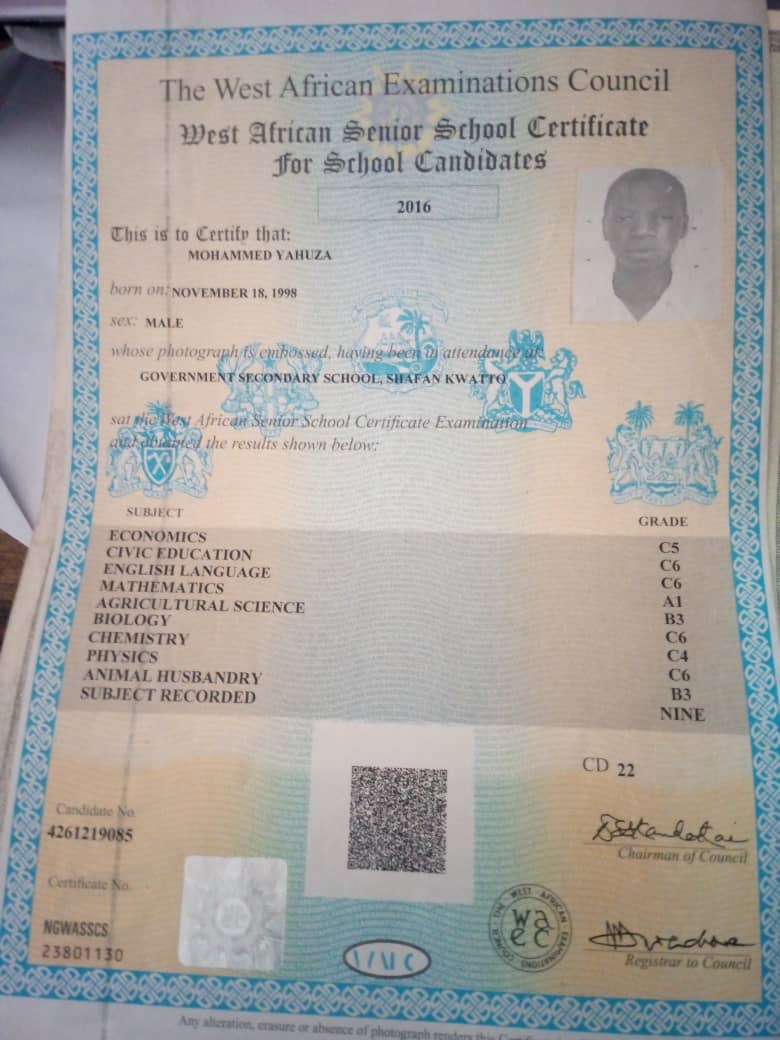 The West African Examinations Council
West African Senior School Certificate
For School Candidates
2016
This is to Certify that:
MOHAMMED YAHUZA
born on: NOVEMBER 18, 1998
sex: MALE
whose photograph is embossed, having been in attendance at:
GOVERNMENT SECONDARY SCHOOL, SHAFAN KWATTO
sat the West African Senior School Certificate Examination
and obtained the results shown below:
SUBJECT
GRADE
ECONOMICS
C5
CIVIC EDUCATION
C6
ENGLISH LANGUAGE
C6
MATHEMATICS
A1
AGRICULTURAL SCIENCE
B3
BIOLOGY
C6
CHEMISTRY
C4
PHYSICS
C6
ANIMAL HUSBANDRY
B3
SUBJECT RECORDED
NINE
CD 22
Candidate No.
4261219085
Chairman of Council
Certificate No.
NGWASSCS
23801130
THE WEST AFRICAN EXAMINATIONS COUNCIL
waec
Registrar to Council
Any alteration, erasure or absence of photograph renders this